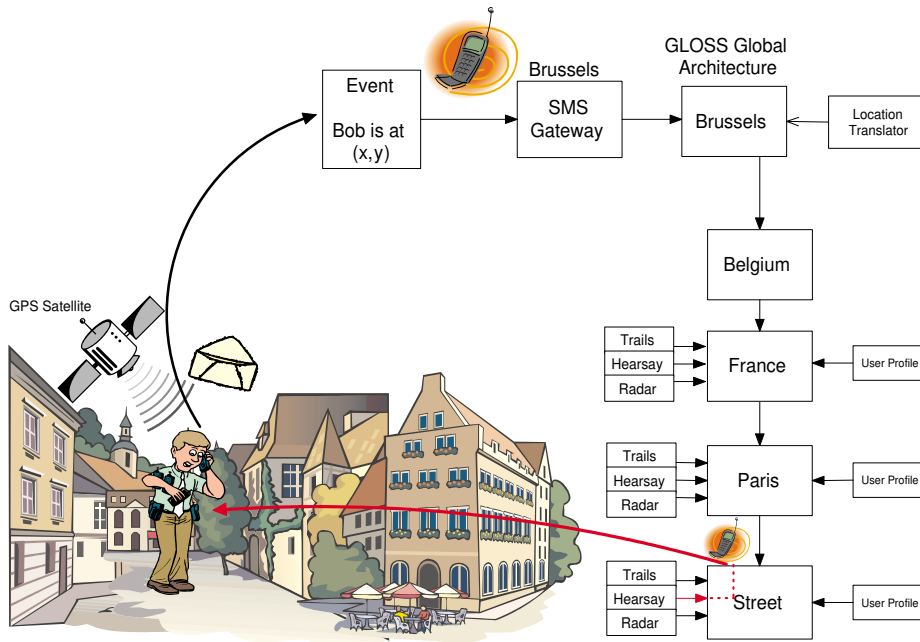 GLOSS Global
Architecture
Event
Bob is at
(x,y)
Brussels
SMS
Gateway
Brussels
Location
Translator
Belgium
GPS Satellite
Trails
Hearsay
Radar
France
User Profile
Trails
Hearsay
Radar
Paris
User Profile
Trails
Hearsay
Radar
Street
User Profile